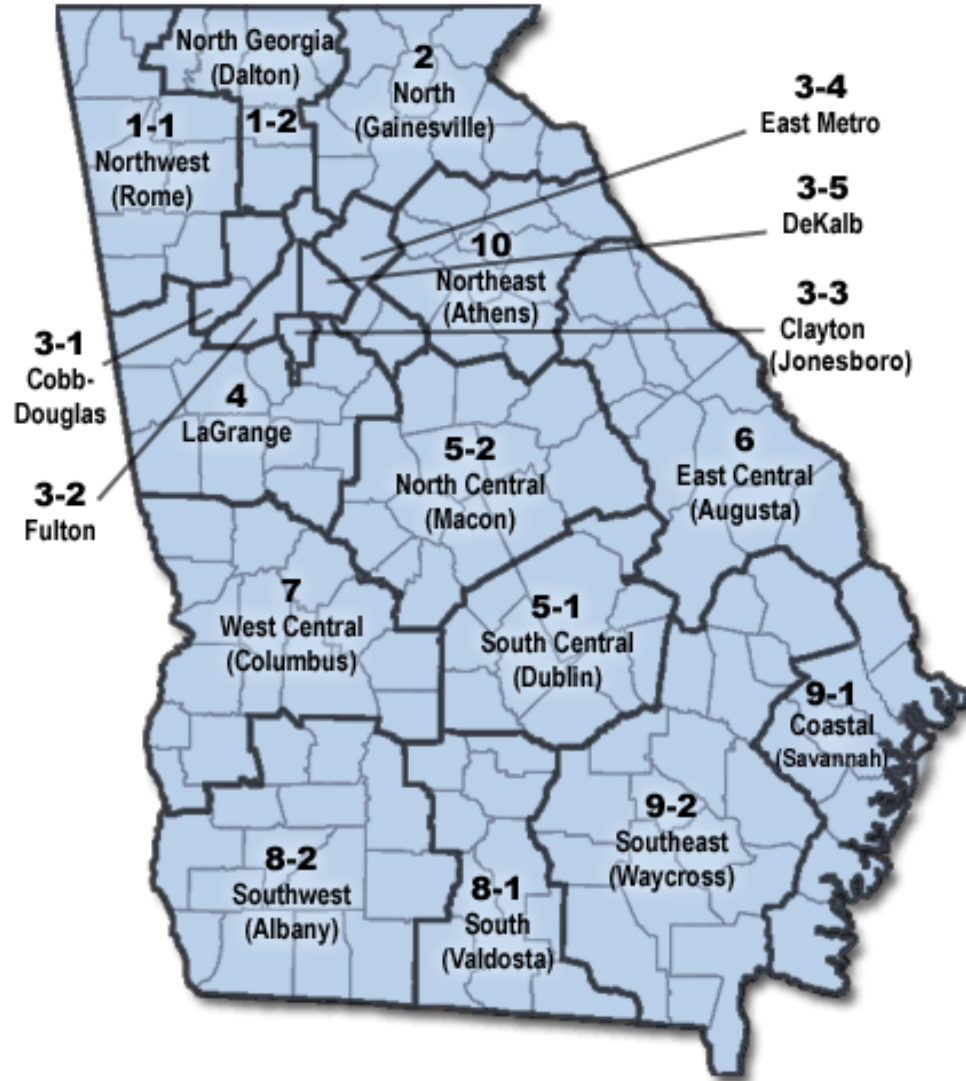 North Georgia
(Dalton)
2
North
(Gainesville)
3-4
East Metro
1-1
Northwest
(Rome)
1-2
3-5
DeKalb
10
Northeast
(Athens)
3-3
Clayton
(Jonesboro)
3-1
Cobb-
Douglas
4
LaGrange
3-2
Fulton
5-2
North Central
(Macon)
6
East Central
(Augusta)
7
West Central
(Columbus)
5-1
South Central
(Dublin)
9-1
Coastal
(Savannah)
9-2
Southeast
(Waycross)
8-2
Southwest
(Albany)
8-1
South
(Valdosta)